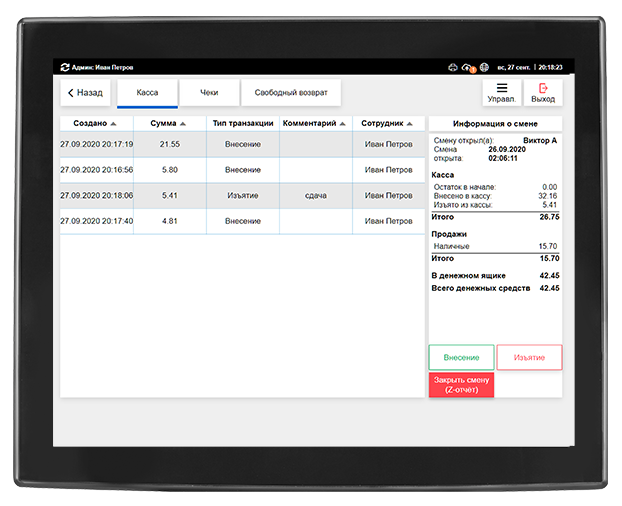 Админ: Иван Петров
1
вс, 27 сент. | 20:18:23
Назад
Касса
Чеки
Свободный возврат
Управл.
Выход
Создано Сумма Тип транзакции Комментарий Сотрудник
27.09.2020 20:17:19 21.55 Внесение Иван Петров
27.09.2020 20:16:56 5.80 Внесение Иван Петров
27.09.2020 20:18:06 5.41 Изъятие сдача Иван Петров
27.09.2020 20:17:40 4.81 Внесение Иван Петров
Информация о смене
Смену открыл(а): Виктор А
Смена 26.09.2020
открыта: 02:06:11
Касса
Остаток в начале: 0.00
Внесено в кассу: 32.16
Изъято из кассы: 5.41
Итого 26.75
Продажи
Наличные 15.70
Итого 15.70
В денежном ящике 42.45
Всего денежных средств 42.45
Внесение
Изъятие
Закрыть смену
(Z-отчет)